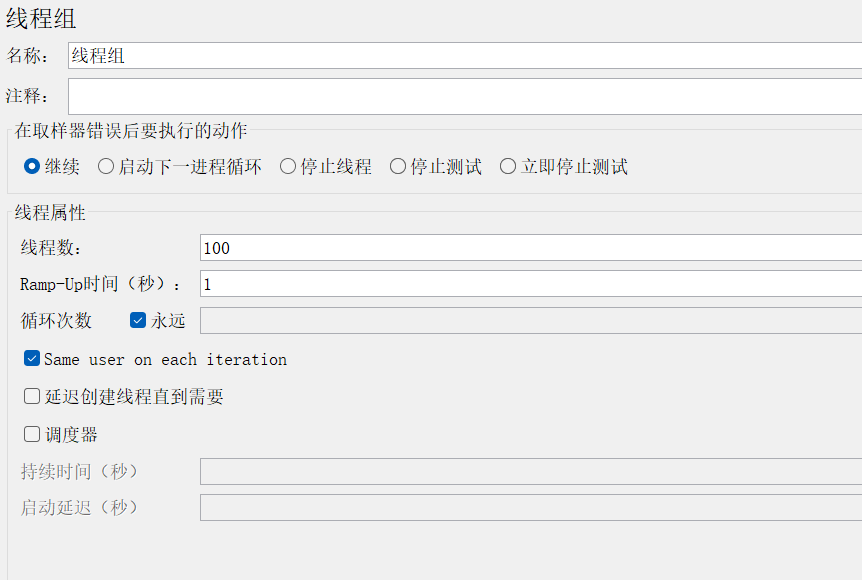 线程组
名称： 线程组
注释：
在取样器错误后要执行的动作
继续 启动下一进程循环 停止线程 停止测试 立即停止测试
线程属性
线程数： 100
Ramp-Up时间（秒）： 1
循环次数 永远
Same user on each iteration
延迟创建线程直到需要
调度器
持续时间（秒）
启动延迟（秒）